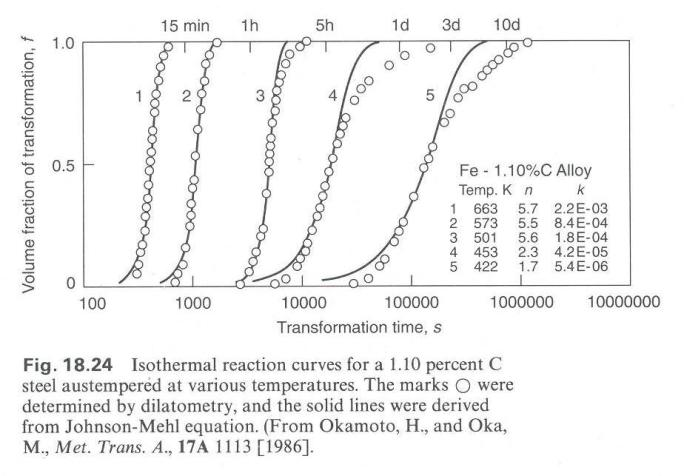 15 min 1h 5h 1d 3d 10d
1.0
0.5
0
Volume fraction of transformation, f
1 2 3 4 5
Fe - 1.10%C Alloy
Temp. K n k
1 663 5.7 2.2E-03
2 573 5.5 8.4E-04
3 501 5.6 1.8E-04
4 453 2.3 4.2E-05
5 422 1.7 5.4E-06
100 1000 10000 100000 1000000 10000000
Transformation time, s
Fig. 18.24 Isothermal reaction curves for a 1.10 percent C
steel austempered at various temperatures. The marks ○ were
determined by dilatometry, and the solid lines were derived
from Johnson-Mehl equation. (From Okamoto, H., and Oka,
M., Met. Trans. A., 17A 1113 [1986].